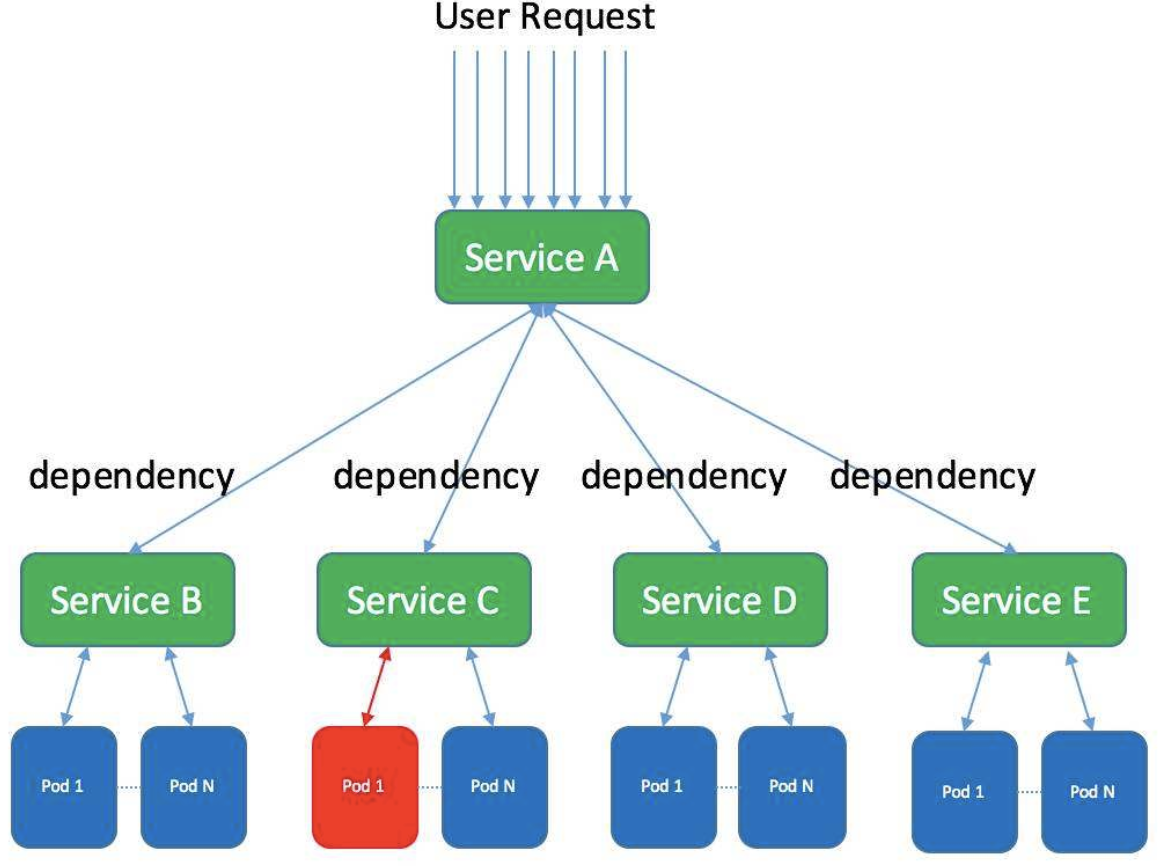 User Request
Service A
dependency
dependency
dependency
dependency
Service B
Service C
Service D
Service E
Pod 1
Pod N
Pod 1
Pod N
Pod 1
Pod N
Pod 1
Pod N